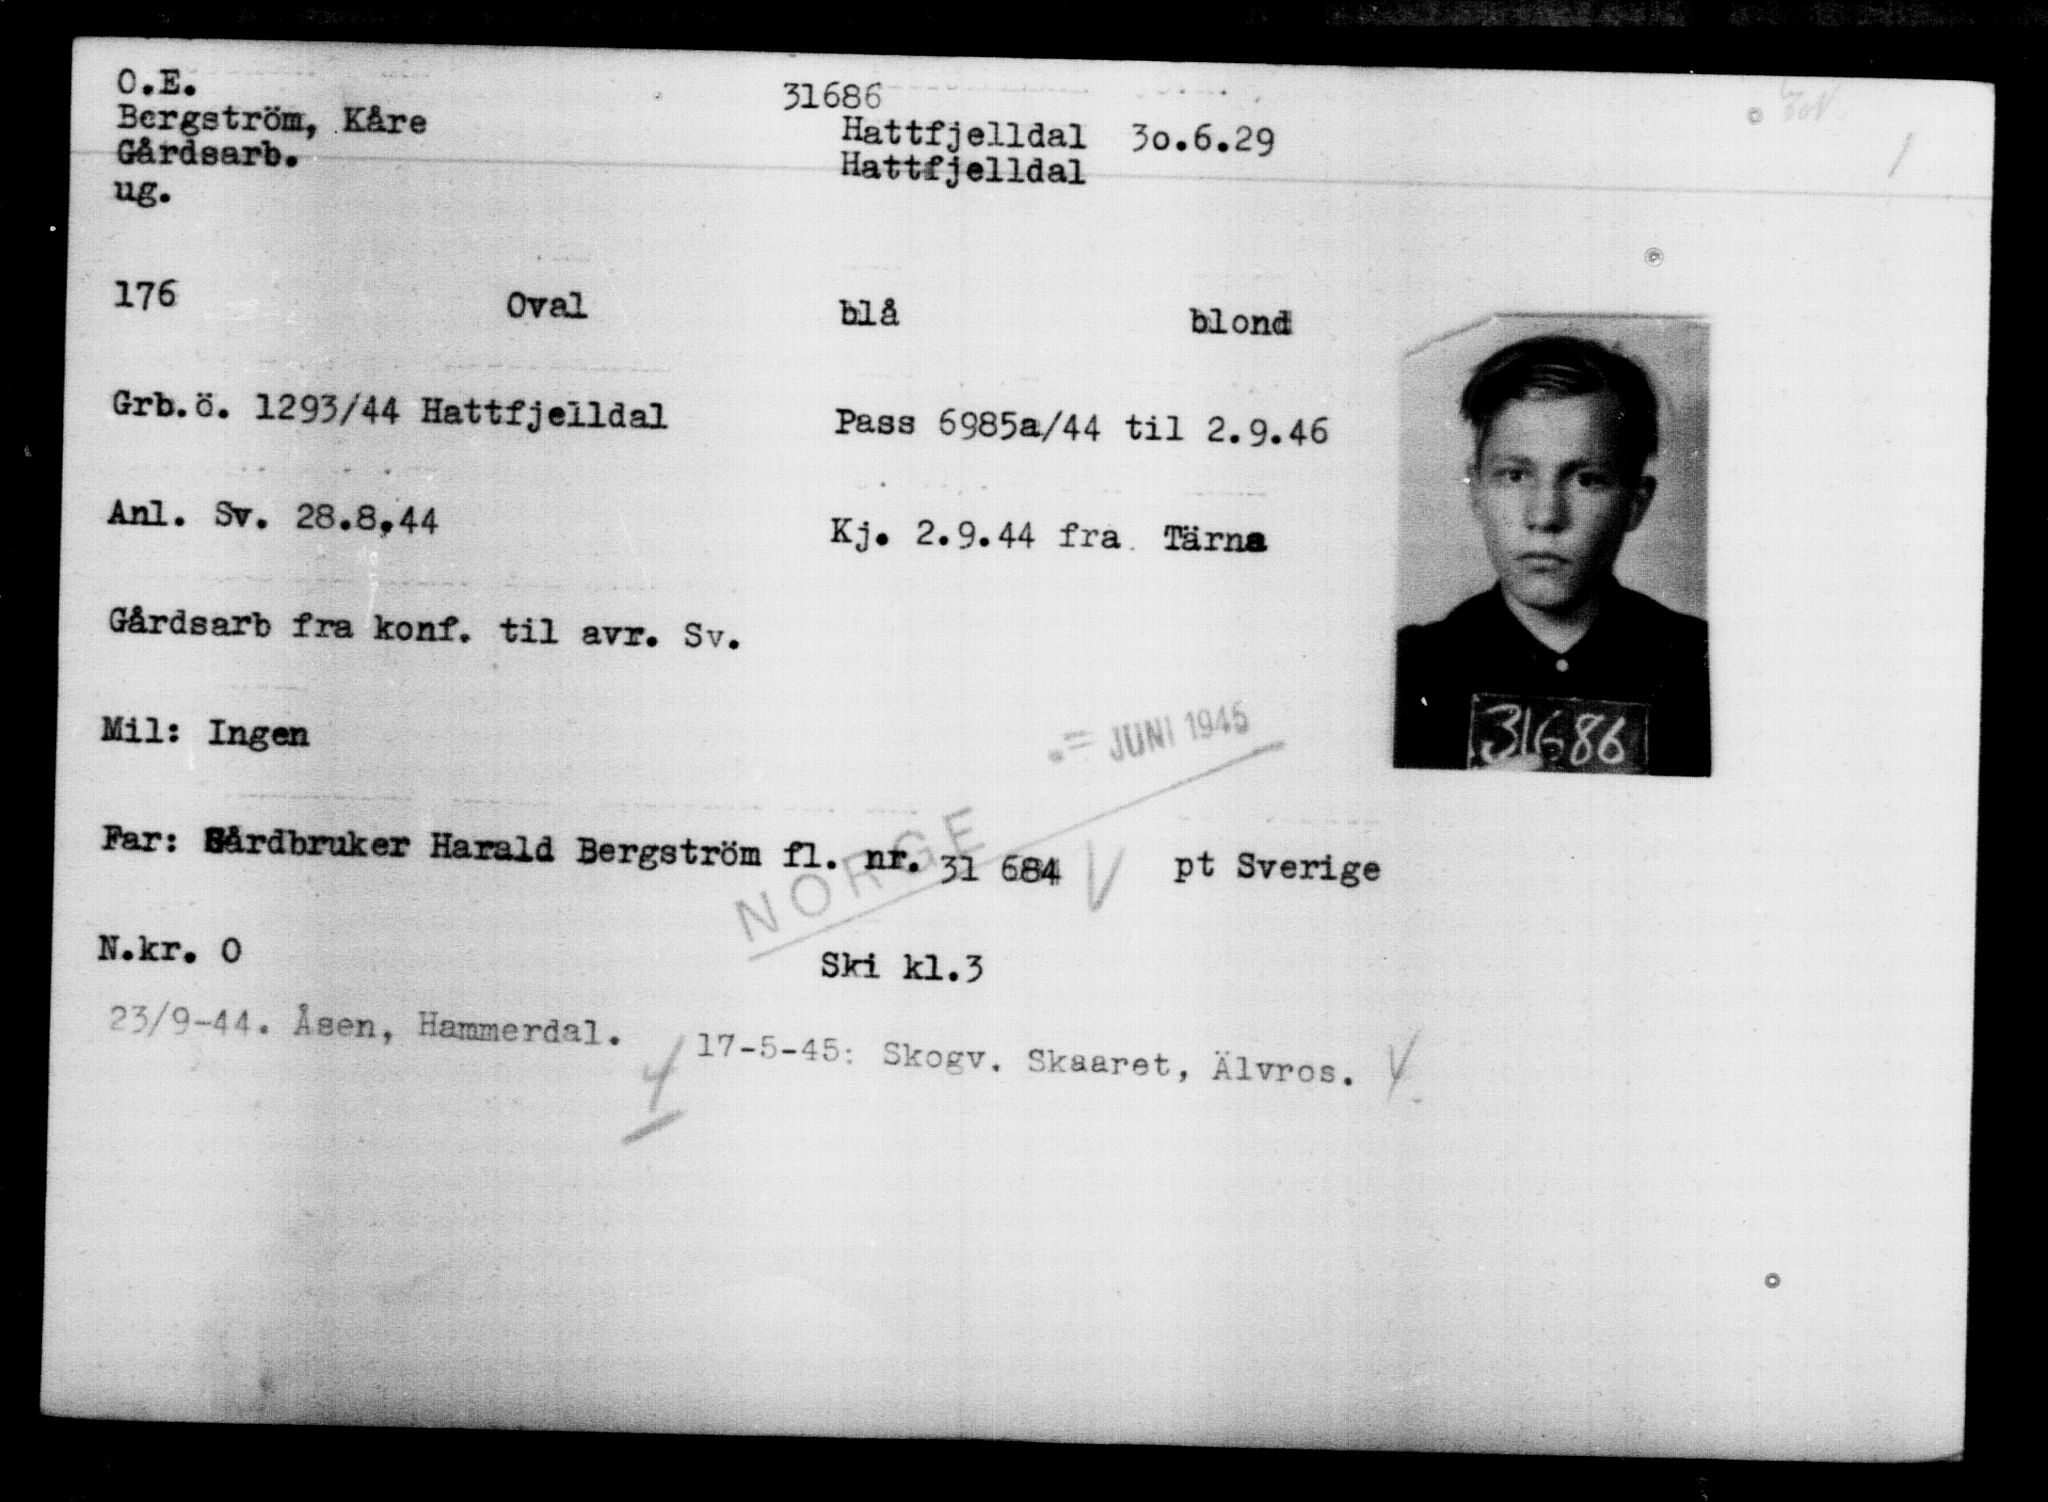 O.E.
31686
Bergström, Kåre
Hattfjelldal 30.6.29
Gårdsarb.
Hattfjelldal
ug.
176
Oval
blå
blond
Grb.ö. 1293/44 Hattfjelldal
Pass 6985a/44 til 2.9.46
Anl. Sv. 28.8.44
Kj. 2.9.44 fra Tärna
Gårdsarb fra konf. til avr. Sv.
Mil: Ingen
JUNI 1945
31686
NORGE
Far: Gårdbruker Harald Bergström fl. nr. 31 684
pt Sverige
N.kr. 0
Ski kl.3
23/9-44. Åsen, Hammerdal.
17-5-45: Skogv. Skaaret, Älvros.